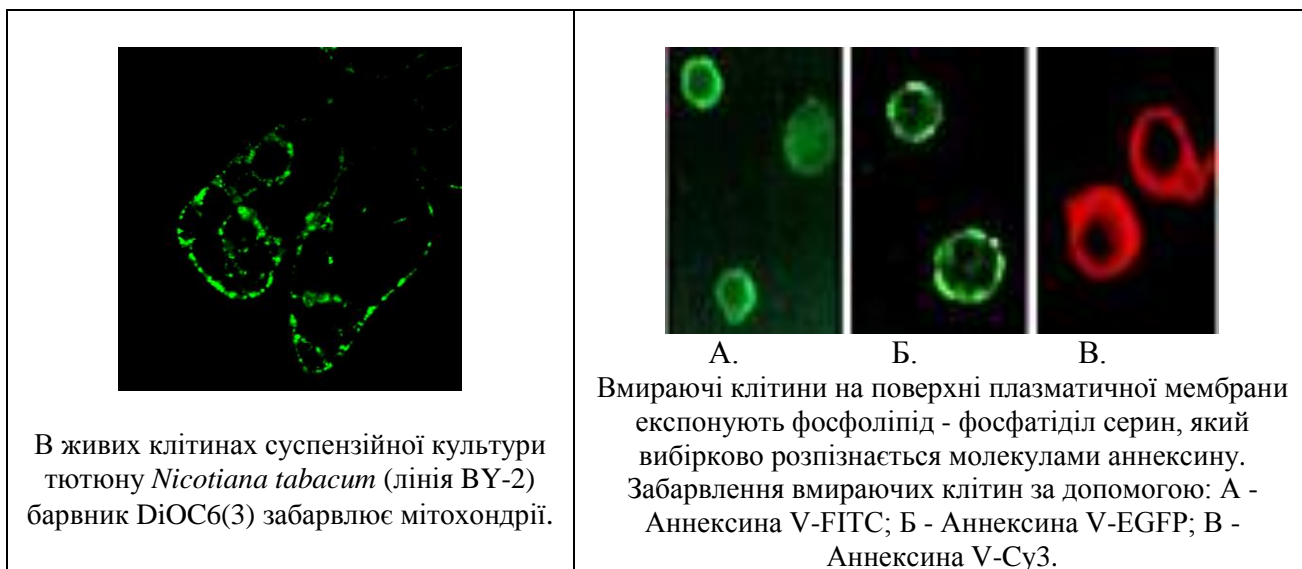 В живих клітинах суспензійної культури
тютюну Nicotiana tabacum (лінія BY-2)
барвник DiOC6(3) забарвлює мітохондрії.
А. Б. В.
Вмираючі клітини на поверхні плазматичної мембрани
експонують фосфоліпід - фосфатіділ серин, який
вибірково розпізнається молекулами аннексину.
Забарвлення вмираючих клітин за допомогою: А -
Аннексина V-FITC; Б - Аннексина V-EGFP; В -
Аннексина V-Cy3.